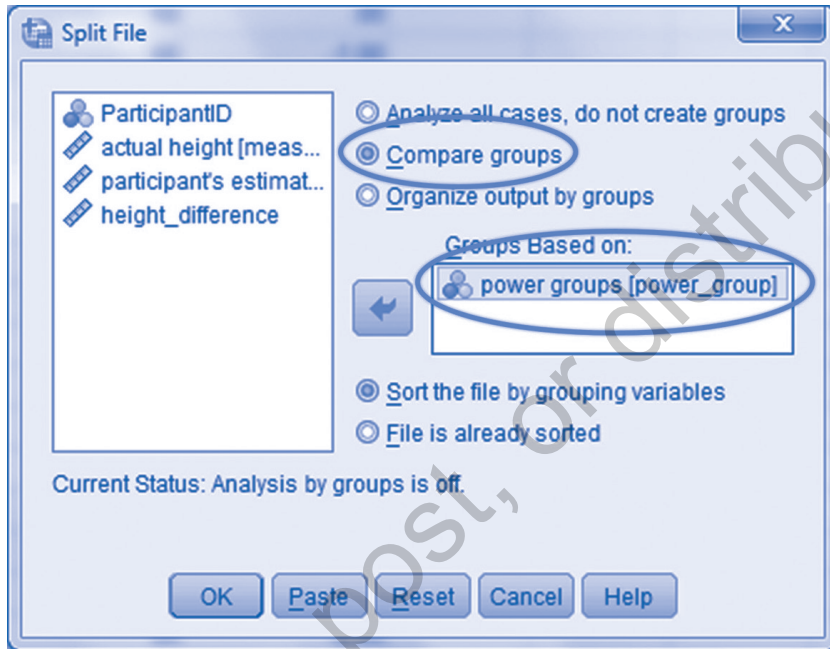 Split File
x
ParticipantID
actual height [meas...
participant's estimat...
height_difference
Analyze all cases, do not create groups
Compare groups
Organize output by groups
Groups Based on:
power groups [power_group]
Sort the file by grouping variables
File is already sorted
Current Status: Analysis by groups is off.
OK Paste Reset Cancel Help
post, or distribu